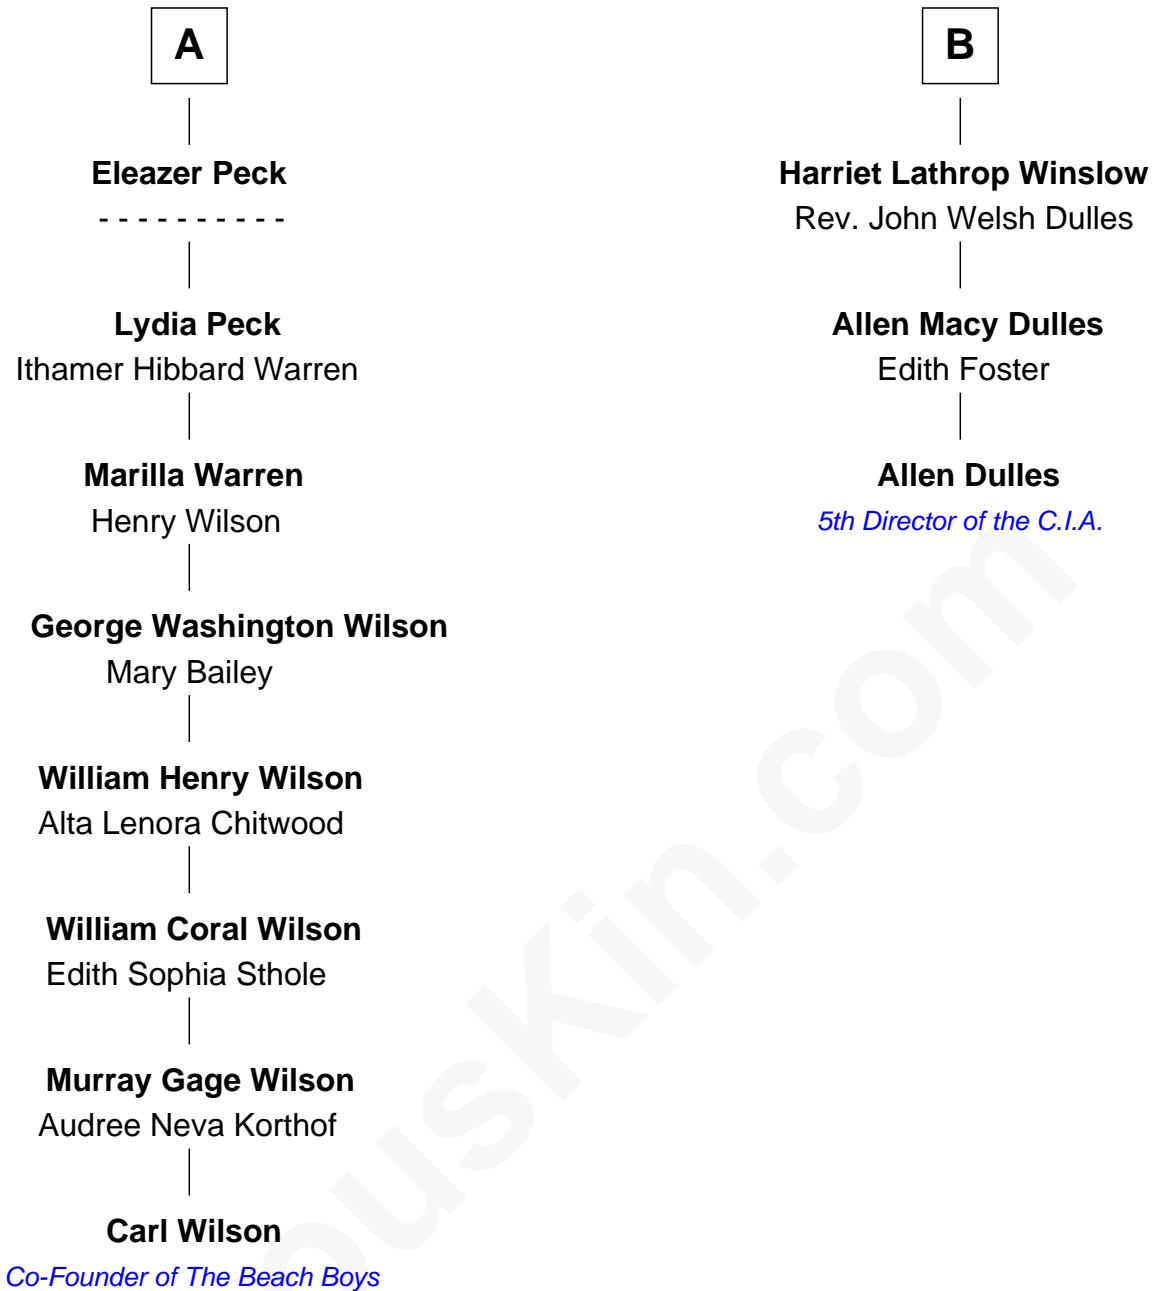 A
Eleazer Peck
- - - - - - - - - -
Lydia Peck
Ithamer Hibbard Warren
Marilla Warren
Henry Wilson
George Washington Wilson
Mary Bailey
William Henry Wilson
Alta Lenora Chitwood
William Coral Wilson
Edith Sophia Sthole
Murray Gage Wilson
Audree Neva Korthof
Carl Wilson
Co-Founder of The Beach Boys
B
Harriet Lathrop Winslow
Rev. John Welsh Dulles
Allen Macy Dulles
Edith Foster
Allen Dulles
5th Director of the C.I.A.
ousKin.com